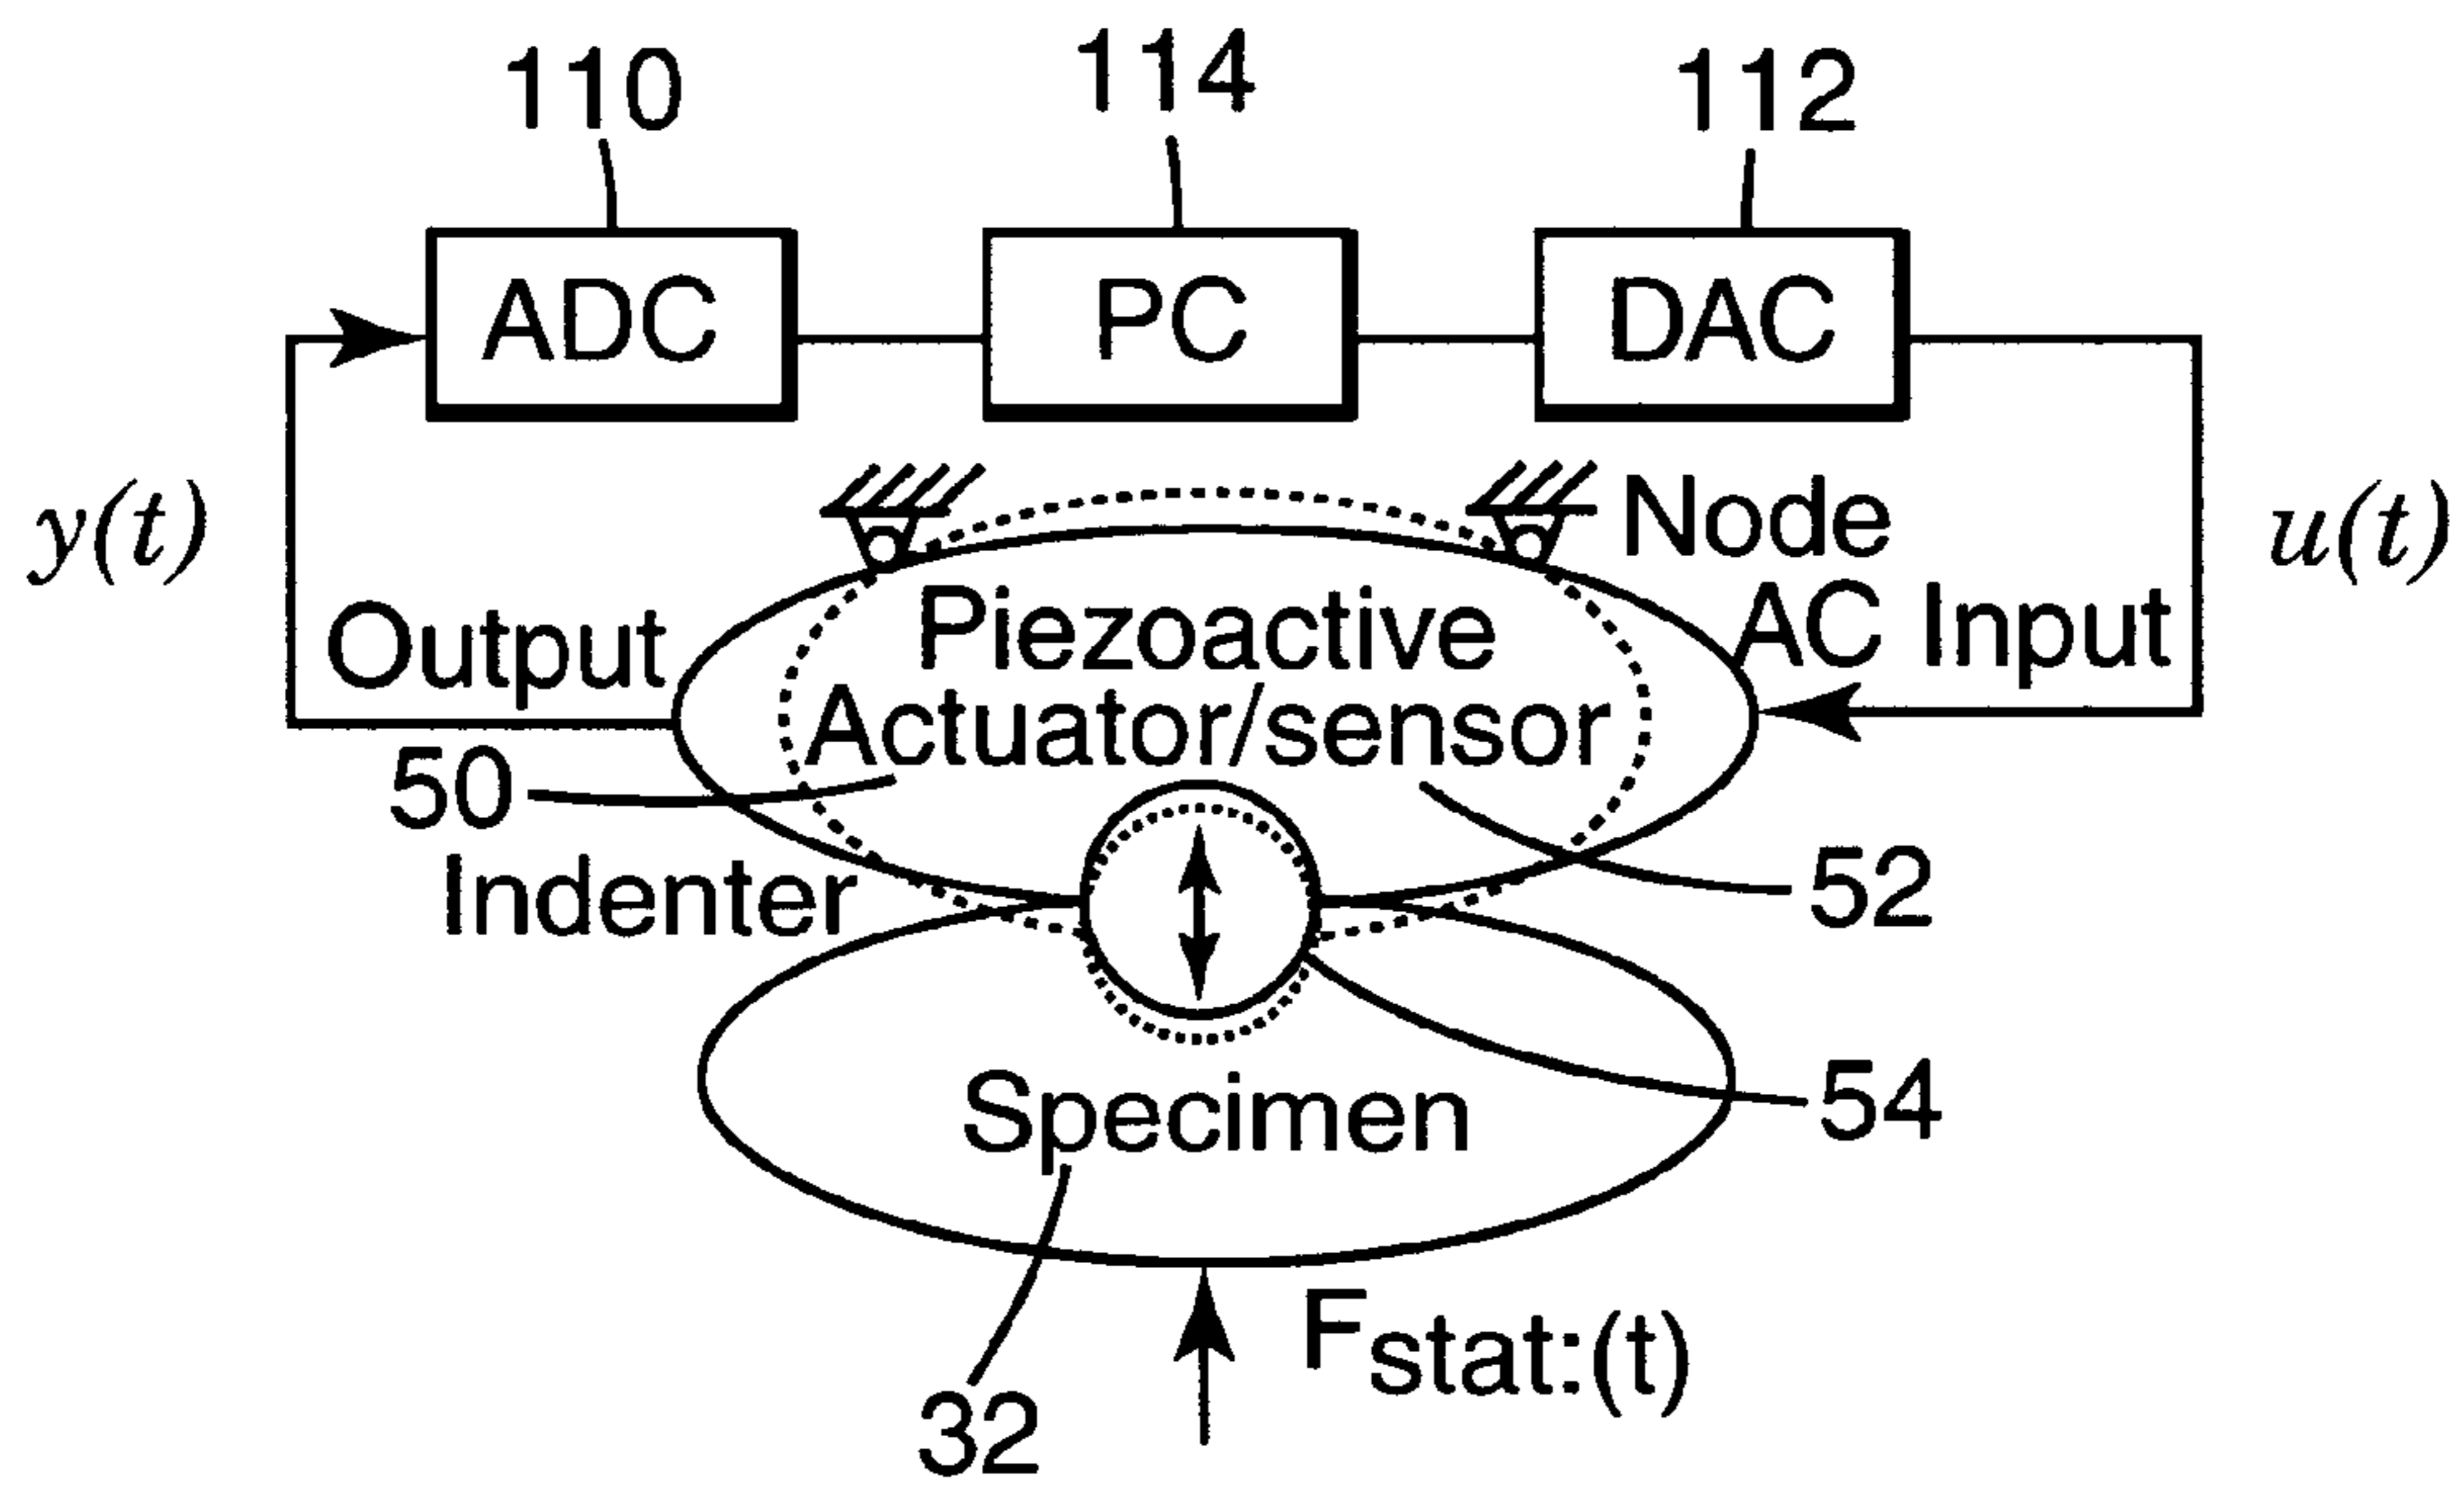 110
114
112
ADC
PC
DAC
y(t)
Node
u(t)
Output
Piezoactive
AC Input
Actuator/sensor
50
Indenter
52
Specimen
54
Fstat:(t)
32